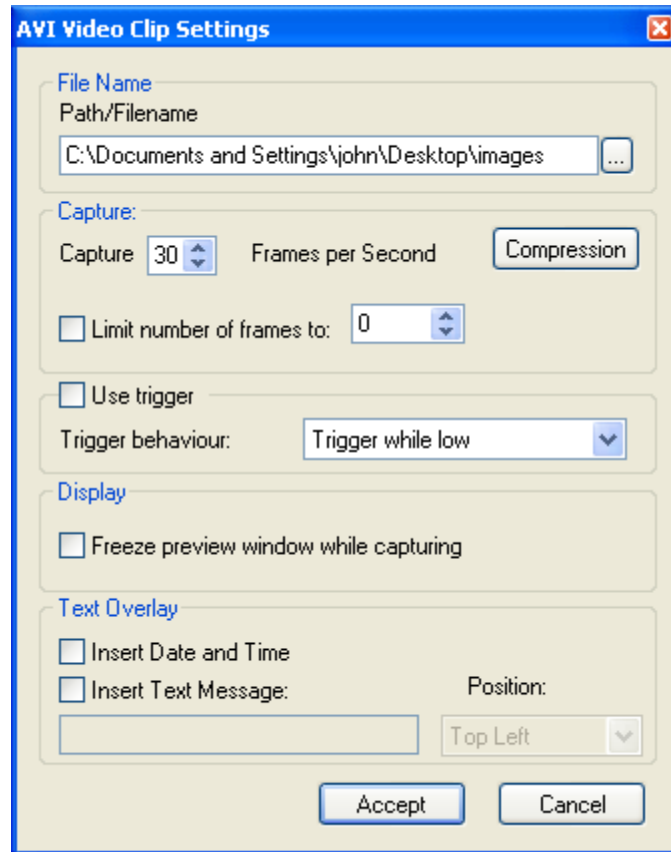 AVI Video Clip Settings
File Name
Path/Filename
C:\Documents and Settings\john\Desktop\images ...
Capture:
Capture 30 Frames per Second Compression
Limit number of frames to: 0
Use trigger
Trigger behaviour: Trigger while low
Display
Freeze preview window while capturing
Text Overlay
Insert Date and Time
Insert Text Message: Position:
Top Left
Accept Cancel